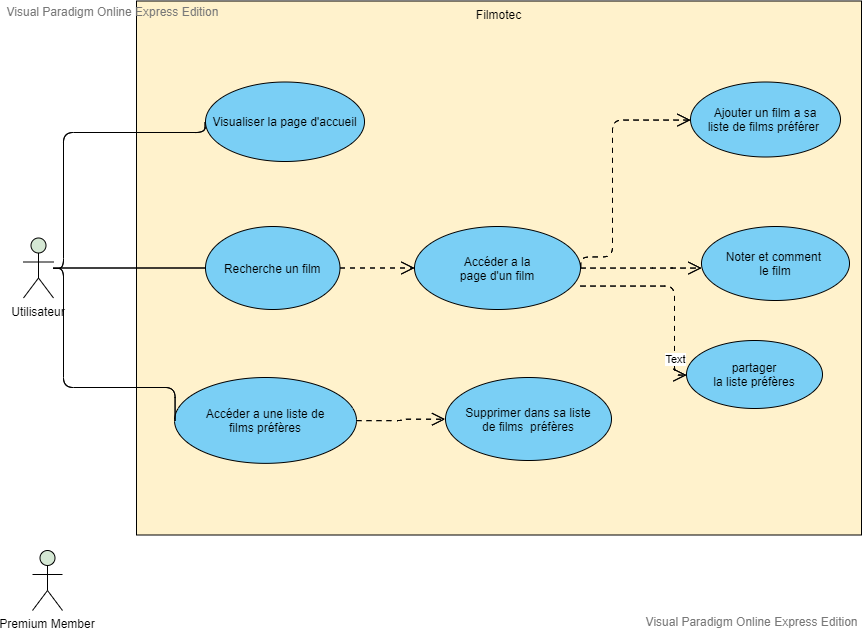 Visual Paradigm Online Express Edition
Filmotec
Visualiser la page d'accueil
Ajouter un film a sa
liste de films préférer
Recherche un film
Accéder a la
page d'un film
Noter et comment
le film
Utilisateur
Text
partager
la liste préfères
Accéder a une liste de
films préfères
Supprimer dans sa liste
de films préfères
Premium Member
Visual Paradigm Online Express Edition